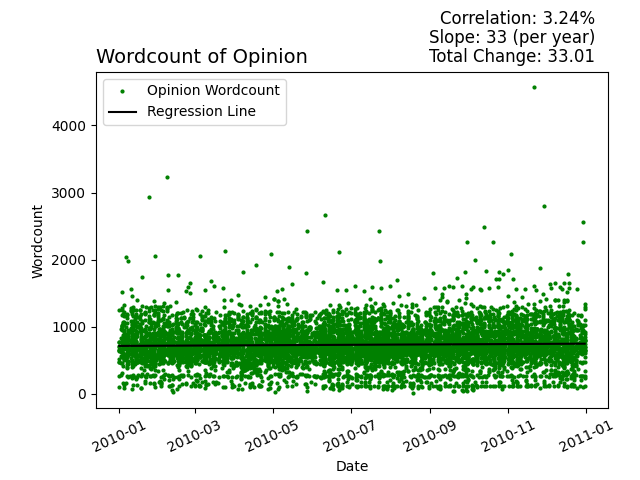 Correlation: 3.24%
Slope: 33 (per year)
Wordcount of Opinion
Total Change: 33.01
Opinion Wordcount
Regression Line
4000
3000
2000
1000
0
Wordcount
2010-01
2010-03
2010-05
2010-07
2010-09
2010-11
2011-01
Date